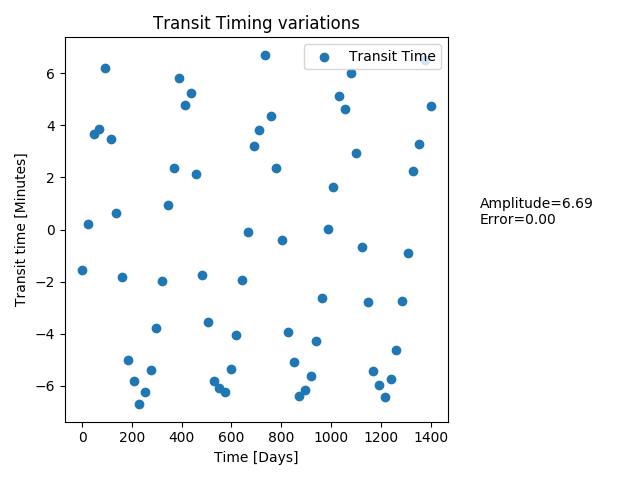 Transit Timing variations
Transit Time
Transit time [Minutes]
6
4
2
0
−2
−4
−6
0 200 400 600 800 1000 1200 1400
Time [Days]
Amplitude=6.69
Error=0.00